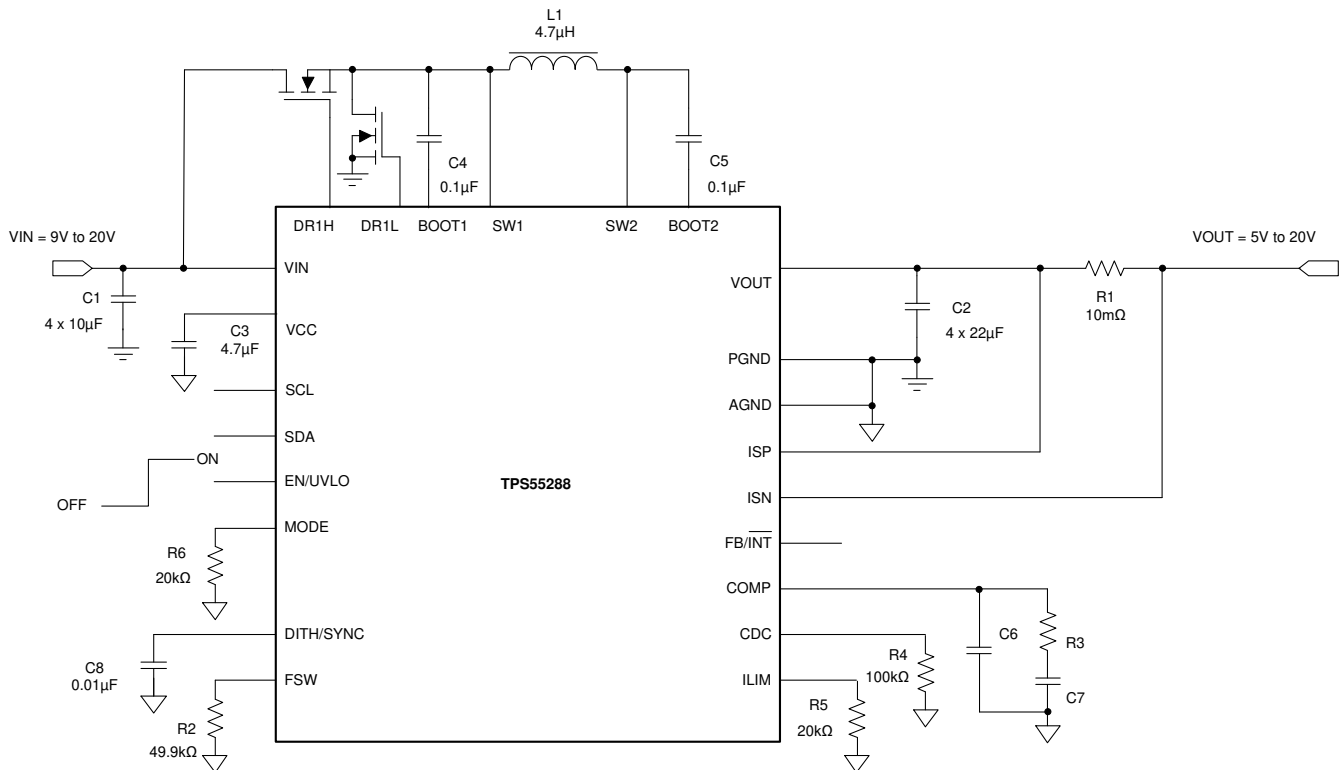 L1
4.7µH
C4
0.1µF
C5
0.1µF
DR1H
DR1L
BOOT1
SW1
SW2
BOOT2
VIN = 9V to 20V
VOUT = 5V to 20V
VIN
VOUT
C1
4 x 10µF
C3
4.7µF
VCC
C2
4 x 22µF
R1
10mΩ
PGND
SCL
AGND
SDA
ISP
ON
OFF
EN/UVLO
TPS55288
ISN
MODE
FB/INT
R6
20kΩ
COMP
DITH/SYNC
CDC
C6
R3
C8
0.01µF
FSW
ILIM
R4
100kΩ
C7
R2
49.9kΩ
R5
20kΩ